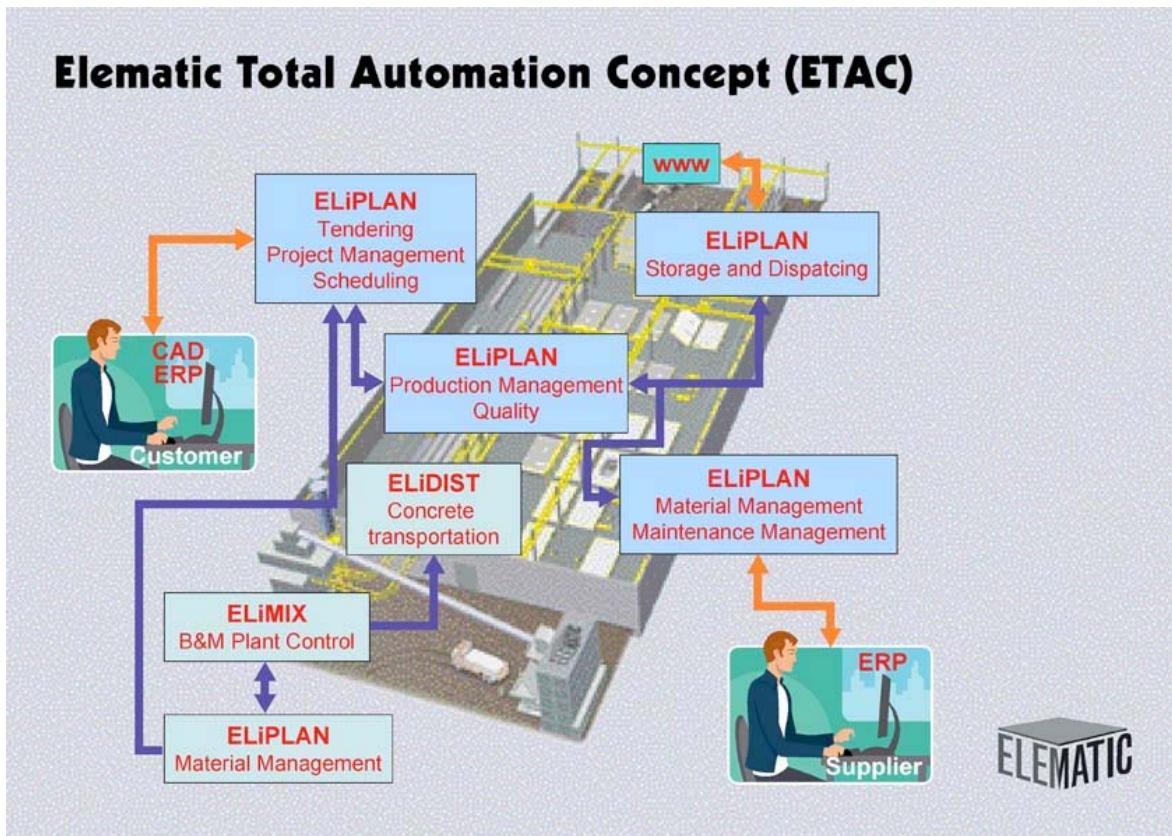 Elematic Total Automation Concept (ETAC)
www
ELiPLAN
Tendering
Project Management
Scheduling
ELiPLAN
Storage and Dispatcing
CAD
ERP
Customer
ELiPLAN
Production Management
Quality
ELiDIST
Concrete
transportation
ELiPLAN
Material Management
Maintenance Management
ELiMIX
B&M Plant Control
ERP
Supplier
ELiPLAN
Material Management
ELEMATIC